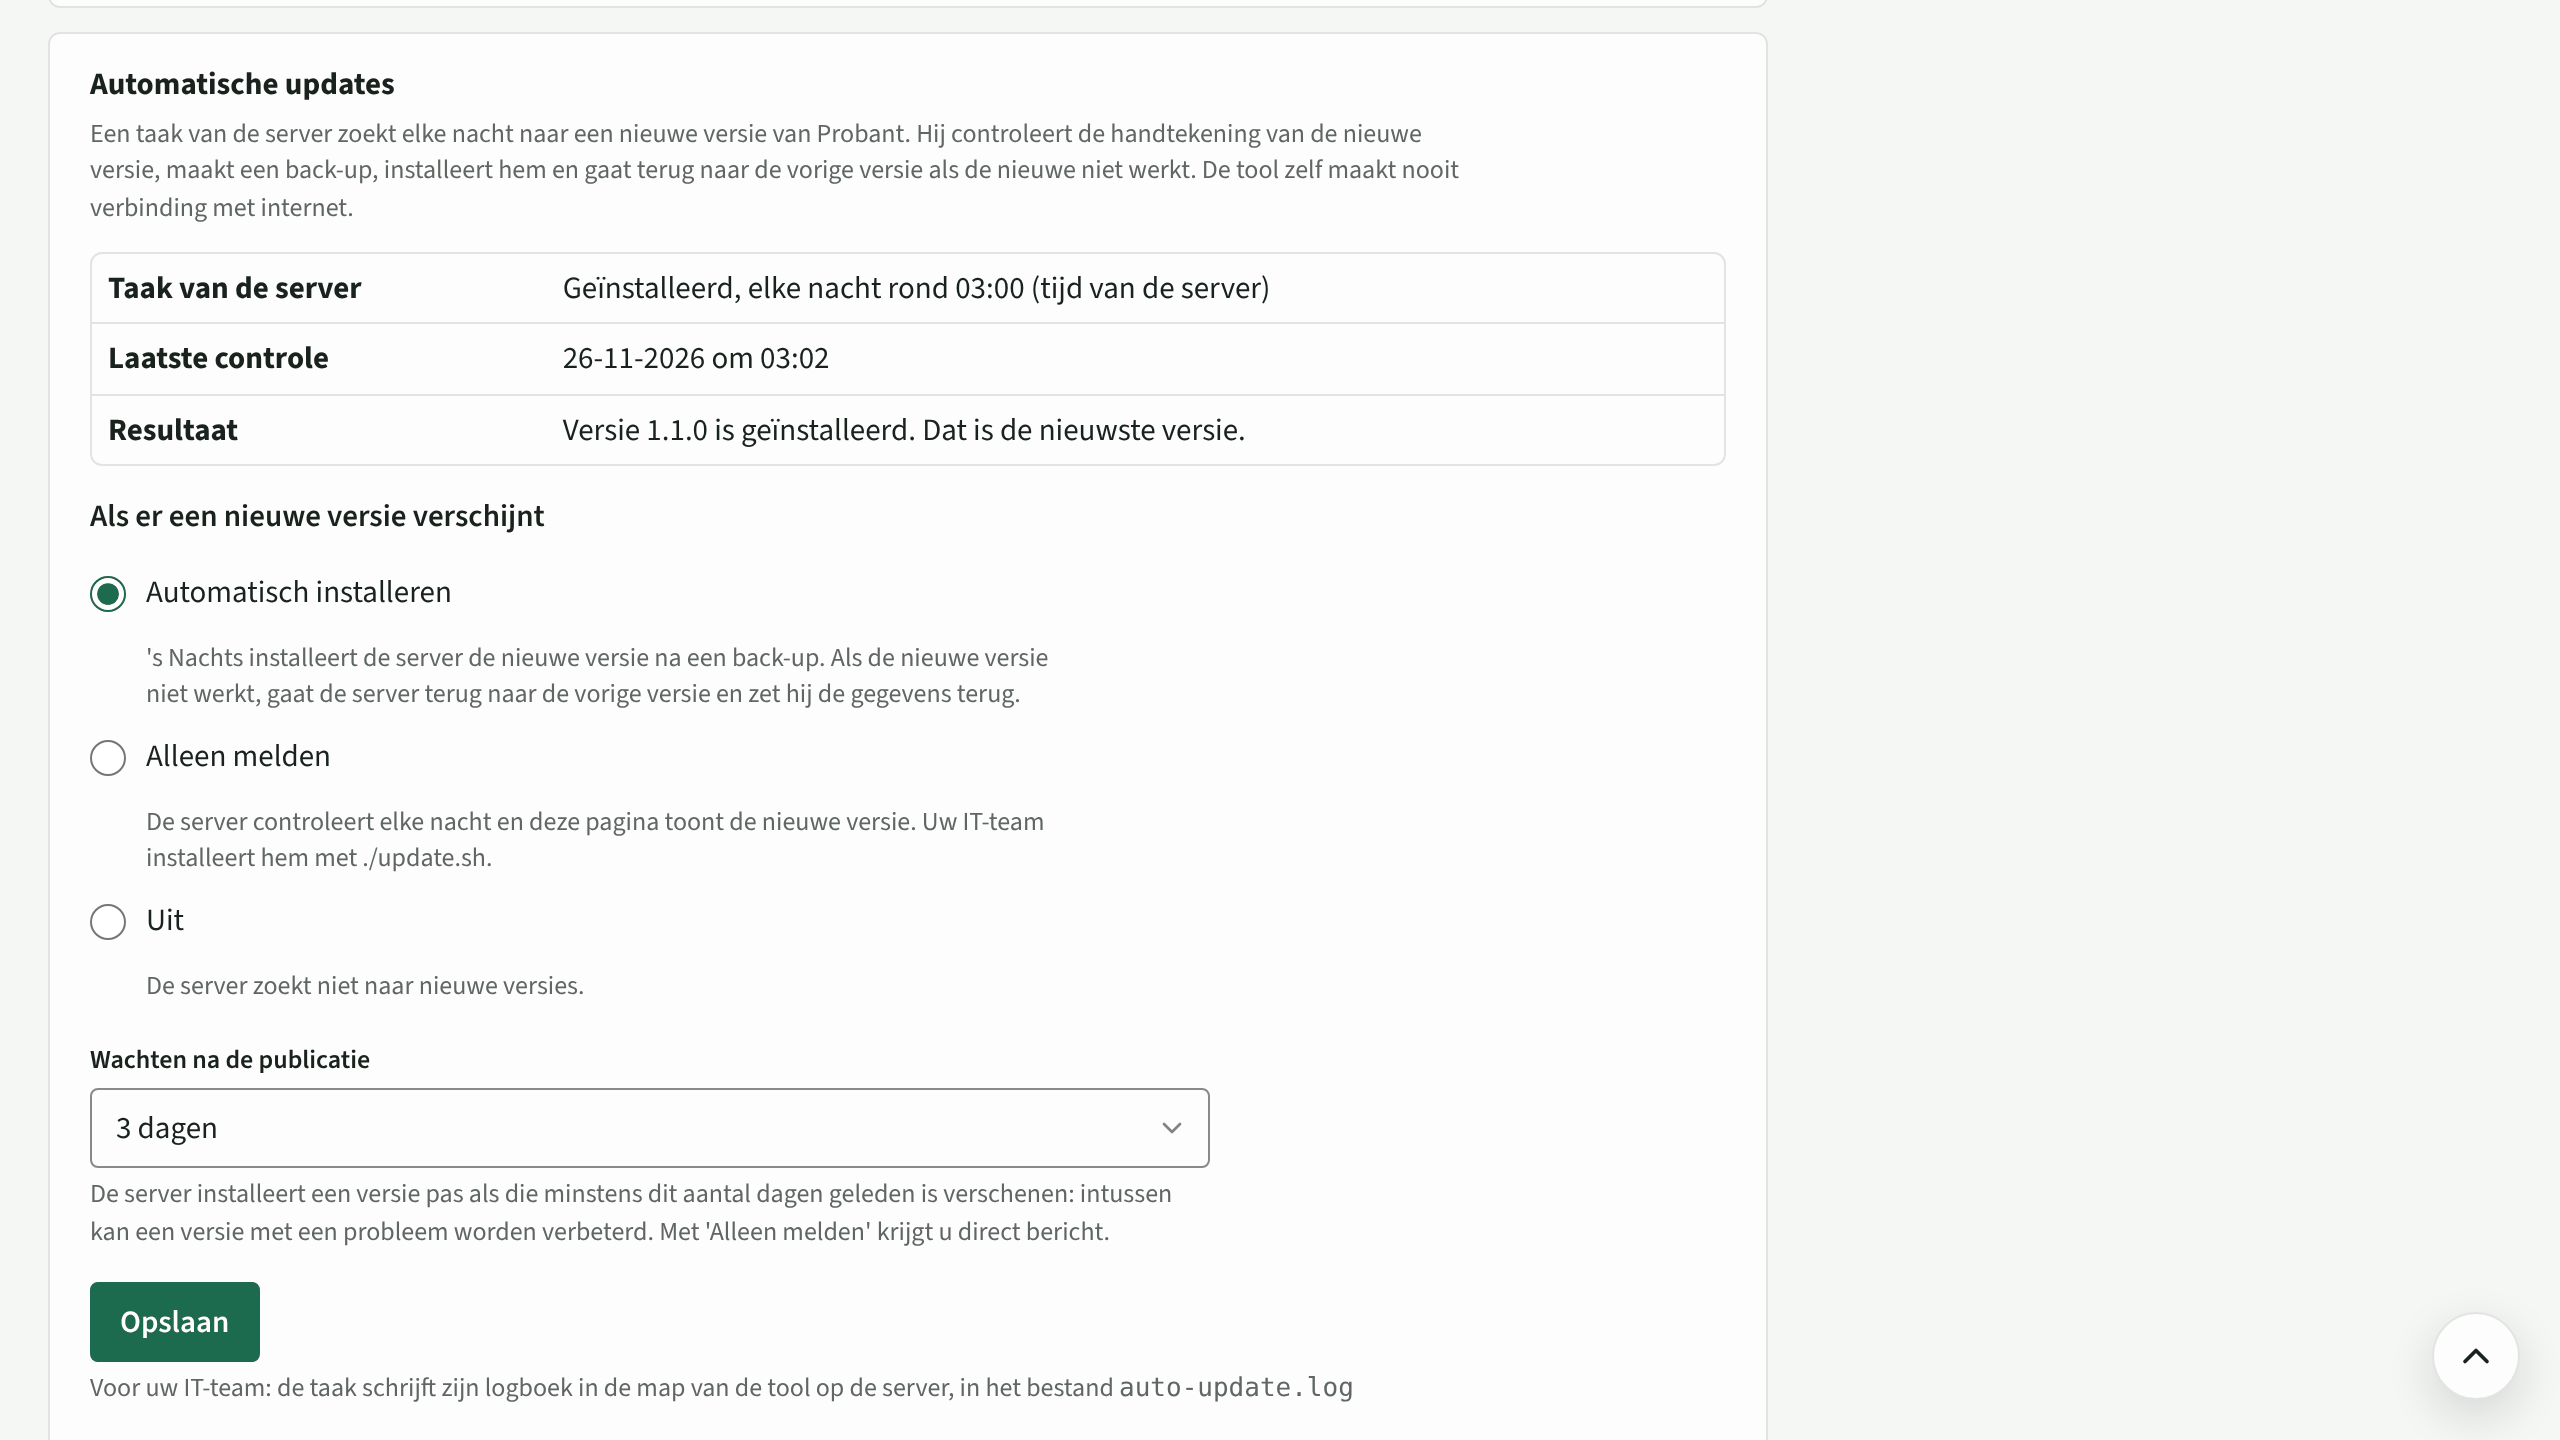 Automatische updates
Een taak van de server zoekt elke nacht naar een nieuwe versie van Probant. Hij controleert de handtekening van de nieuwe
versie, maakt een back-up, installeert hem en gaat terug naar de vorige versie als de nieuwe niet werkt. De tool zelf maakt nooit
verbinding met internet.
Taak van de server Geïnstalleerd, elke nacht rond 03:00 (tijd van de server)
Laatste controle 26-11-2026 om 03:02
Resultaat Versie 1.1.0 is geïnstalleerd. Dat is de nieuwste versie.
Als er een nieuwe versie verschijnt
Automatisch installeren
's Nachts installeert de server de nieuwe versie na een back-up. Als de nieuwe versie
niet werkt, gaat de server terug naar de vorige versie en zet hij de gegevens terug.
Alleen melden
De server controleert elke nacht en deze pagina toont de nieuwe versie. Uw IT-team
installeert hem met ./update.sh.
Uit
De server zoekt niet naar nieuwe versies.
Wachten na de publicatie
3 dagen
De server installeert een versie pas als die minstens dit aantal dagen geleden is verschenen: intussen
kan een versie met een probleem worden verbeterd. Met 'Alleen melden' krijgt u direct bericht.
Opslaan
Voor uw IT-team: de taak schrijft zijn logboek in de map van de tool op de server, in het bestand auto-update.log